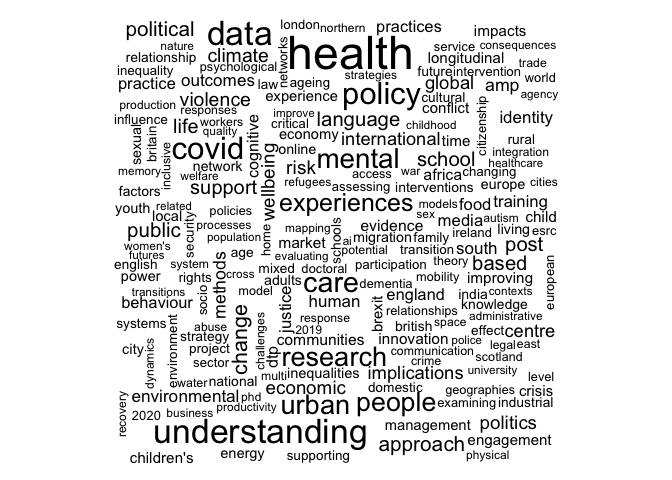 political data london northern practices impacts
nature health service consequences
relationship climate networks longitudinal trade
inequality psychological strategies future intervention world
practice outcomes law ageing policy global amp agency
production violence experience cultural conflict
influence responses improve language citizenship identity
sexual britain life workers critical childhood
quality cognitive economy international time rural
covid online mental school integration
inclusive network risk access war africa changing healthcare
memory welfare wellbeing refugees assessing interventions europe cities
factors support experiences models food training
youth related local policies sex media autism child
public security processes mapping schools evidence ireland living esrc
women's population home market ai migration family south post
futures age evaluating potential transition based
english system methods mixed doctoral participation theory european
power rights cross adults care dementia mobility improving
transitions socio model justice human england india contexts
behaviour change 2019 brexit relationships knowledge
systems environment abuse response british space administrative
strategy challenges communities innovation police effect centre
city project dtp research communication legal east
dynamics sector crime scotland
ewater national multi inequalities implications university level
environmental phd economic domestic geographies crisis
recovery 2020 business productivity urban people examining industrial
understanding management politics
approach engagement
children's energy supporting physical